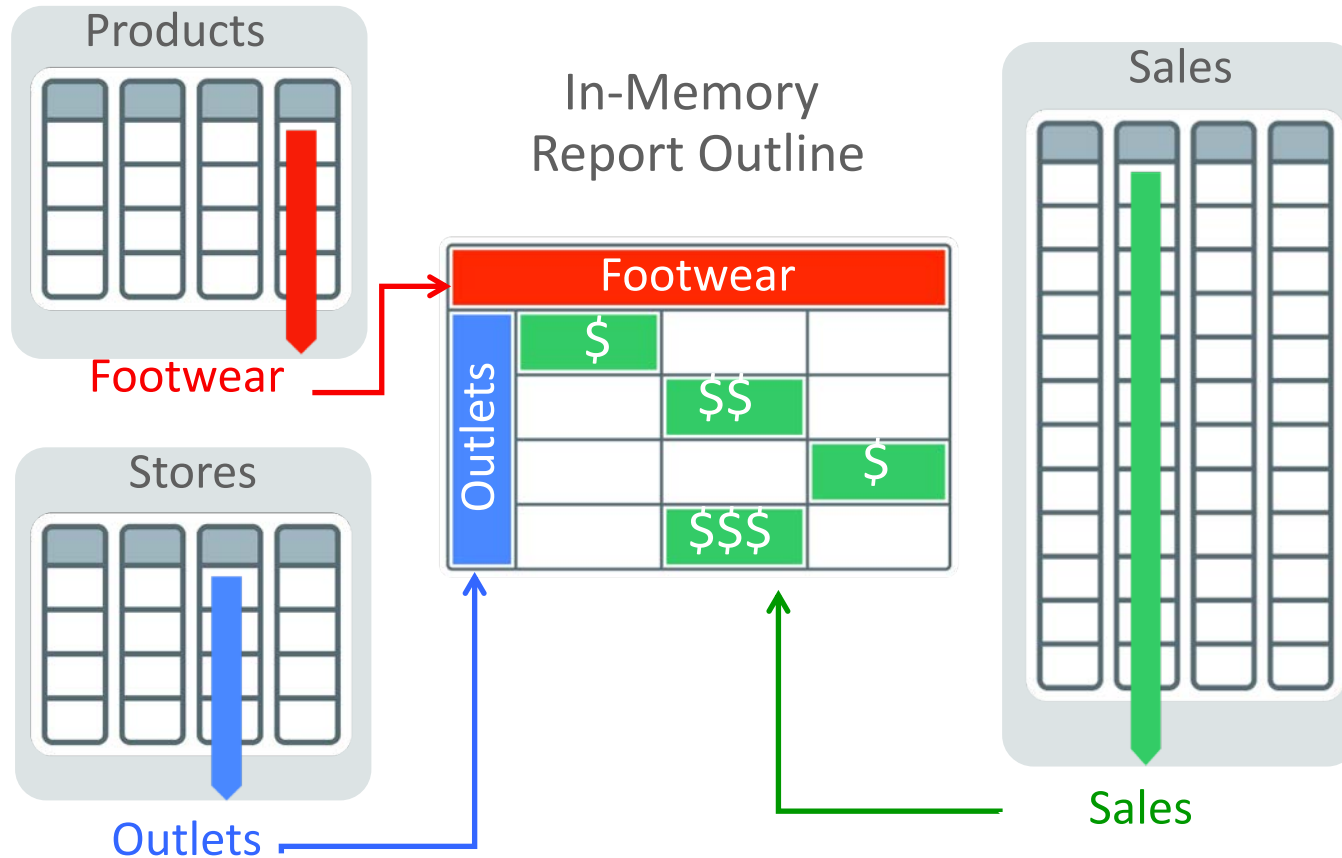 Products
Footwear
Stores
Outlets
In-Memory
Report Outline
Footwear
Outlets
$
$$
$
$$$
Sales
Sales